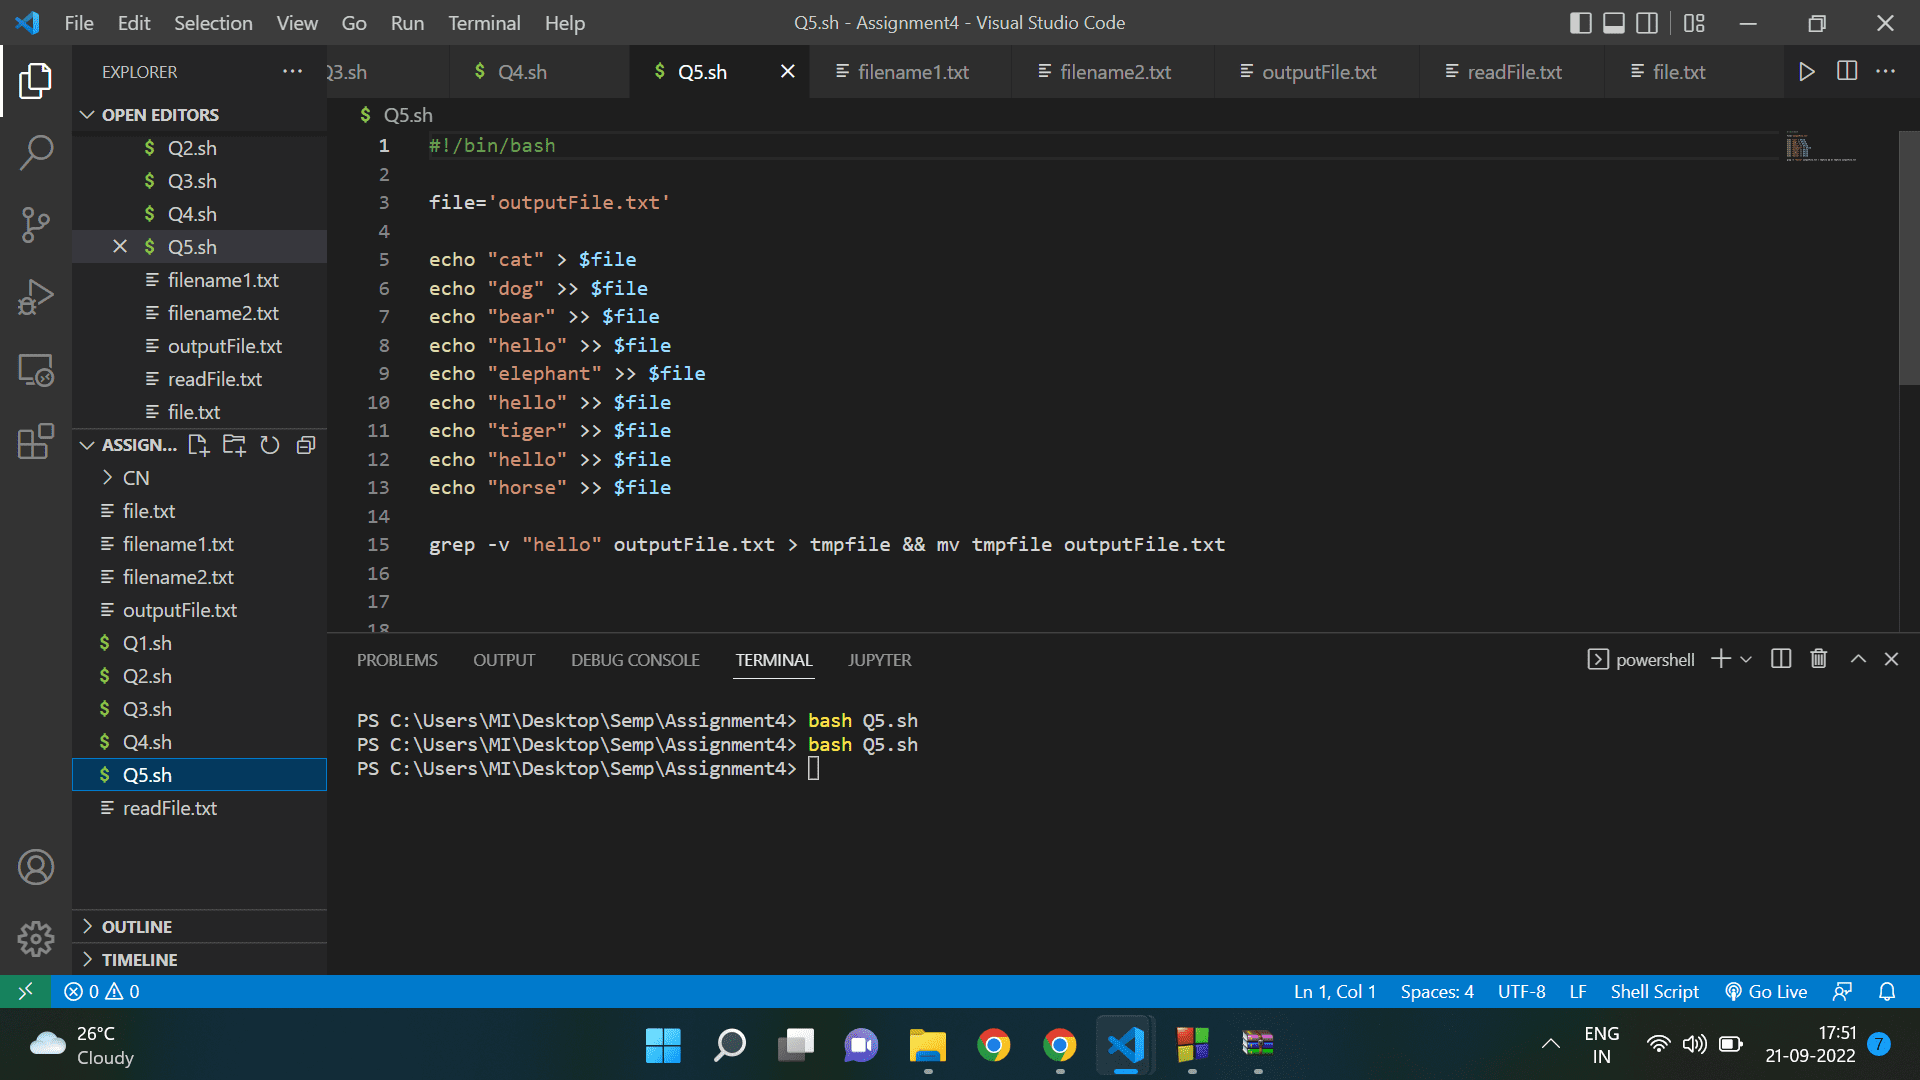 File Edit Selection View Go Run Terminal Help
Q5.sh - Assignment4 - Visual Studio Code
EXPLORER
Q3.sh
$ Q4.sh
$ Q5.sh
filename1.txt
filename2.txt
outputFile.txt
readFile.txt
file.txt
OPEN EDITORS
$ Q2.sh
$ Q3.sh
$ Q4.sh
$ Q5.sh
filename1.txt
filename2.txt
outputFile.txt
readFile.txt
file.txt
ASSIGN...
CN
file.txt
filename1.txt
filename2.txt
outputFile.txt
$ Q1.sh
$ Q2.sh
$ Q3.sh
$ Q4.sh
$ Q5.sh
readFile.txt
OUTLINE
TIMELINE
$ Q5.sh
1 #!/bin/bash
2
3 file='outputFile.txt'
4
5 echo "cat" > $file
6 echo "dog" >> $file
7 echo "bear" >> $file
8 echo "hello" >> $file
9 echo "elephant" >> $file
10 echo "hello" >> $file
11 echo "tiger" >> $file
12 echo "hello" >> $file
13 echo "horse" >> $file
14
15 grep -v "hello" outputFile.txt > tmpfile && mv tmpfile outputFile.txt
16
17
18
PROBLEMS OUTPUT DEBUG CONSOLE TERMINAL JUPYTER
powershell
PS C:\Users\MI\Desktop\Semp\Assignment4> bash Q5.sh
PS C:\Users\MI\Desktop\Semp\Assignment4> bash Q5.sh
PS C:\Users\MI\Desktop\Semp\Assignment4>
0 0
Ln 1, Col 1 Spaces: 4 UTF-8 LF Shell Script Go Live
26°C
Cloudy
ENG
IN
17:51
21-09-2022
7